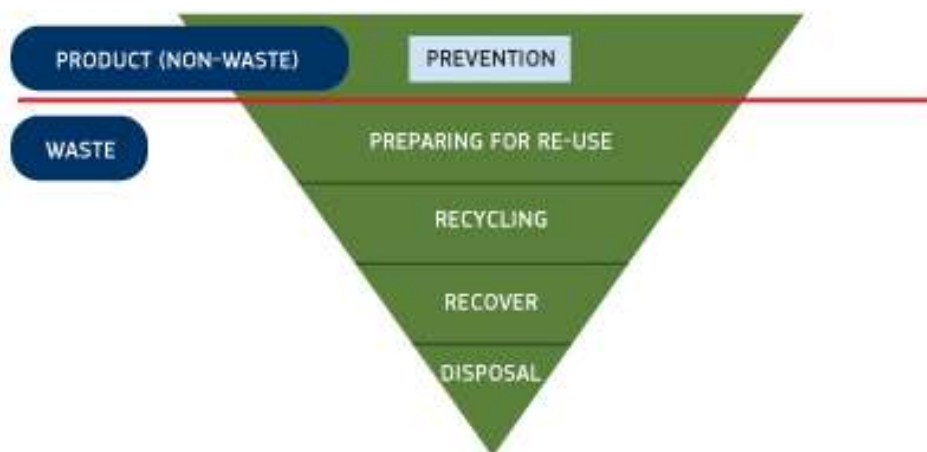 PRODUCT (NON-WASTE)
PREVENTION
WASTE
PREPARING FOR RE-USE
RECYCLING
RECOVER
DISPOSAL